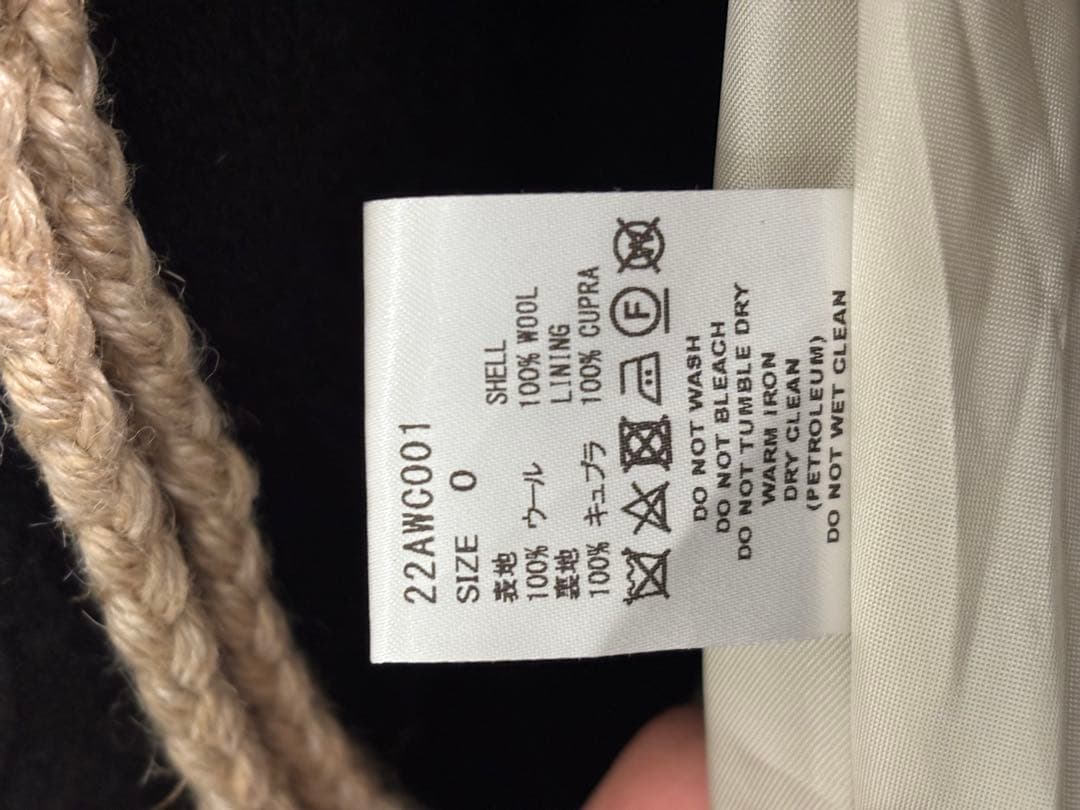 22AWC001
SIZE 0
表地 SHELL
100% ウール 100% WOOL
裏地 LINING
100% キュプラ 100% CUPRA
F W
DO NOT WASH
DO NOT BLEACH
DO NOT TUMBLE DRY
WARM IRON
DRY CLEAN
(PETROLEUM)
DO NOT WET CLEAN